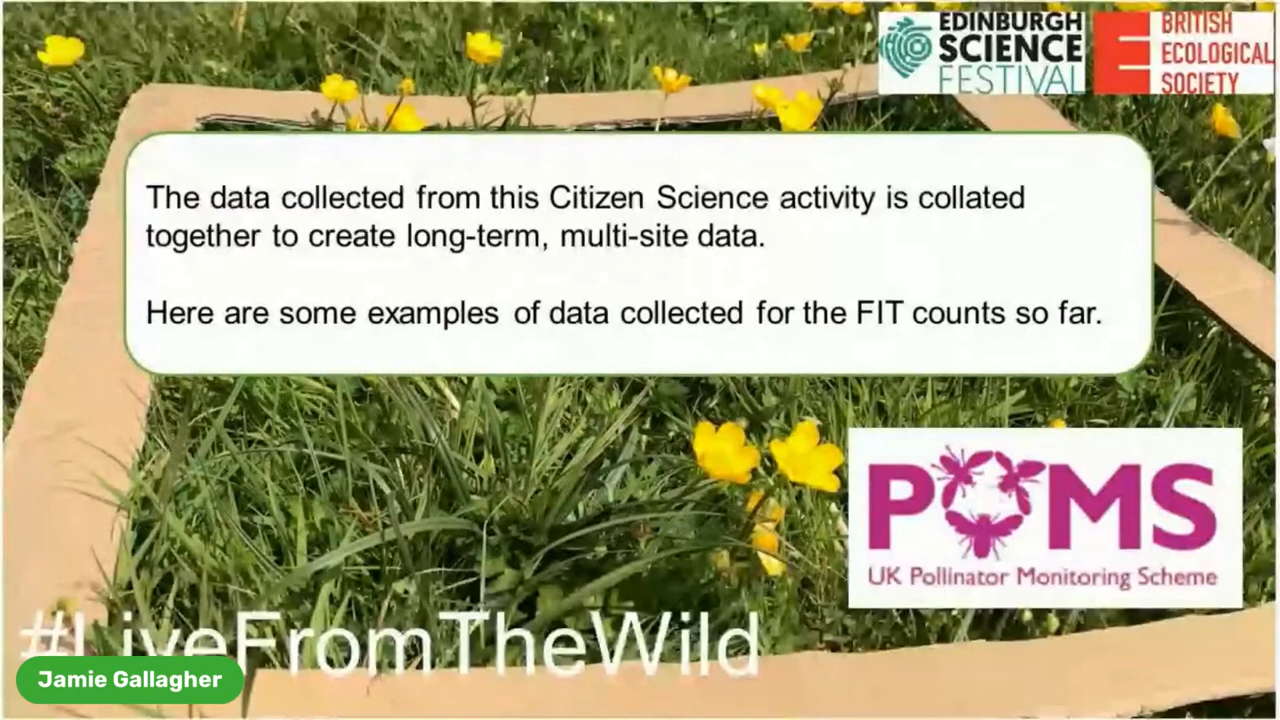 EDINBURGH
SCIENCE
FESTIVAL
BRITISH
ECOLOGICAL
SOCIETY
The data collected from this Citizen Science activity is collated
together to create long-term, multi-site data.
Here are some examples of data collected for the FIT counts so far.
POMS
UK Pollinator Monitoring Scheme
#LiveFromTheWild
Jamie Gallagher